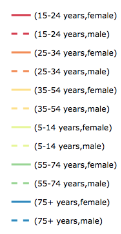 (15-24 years,female)
(15-24 years,male)
(25-34 years,female)
(25-34 years,male)
(35-54 years,female)
(35-54 years,male)
(5-14 years,female)
(5-14 years,male)
(55-74 years,female)
(55-74 years,male)
(75+ years,female)
(75+ years,male)